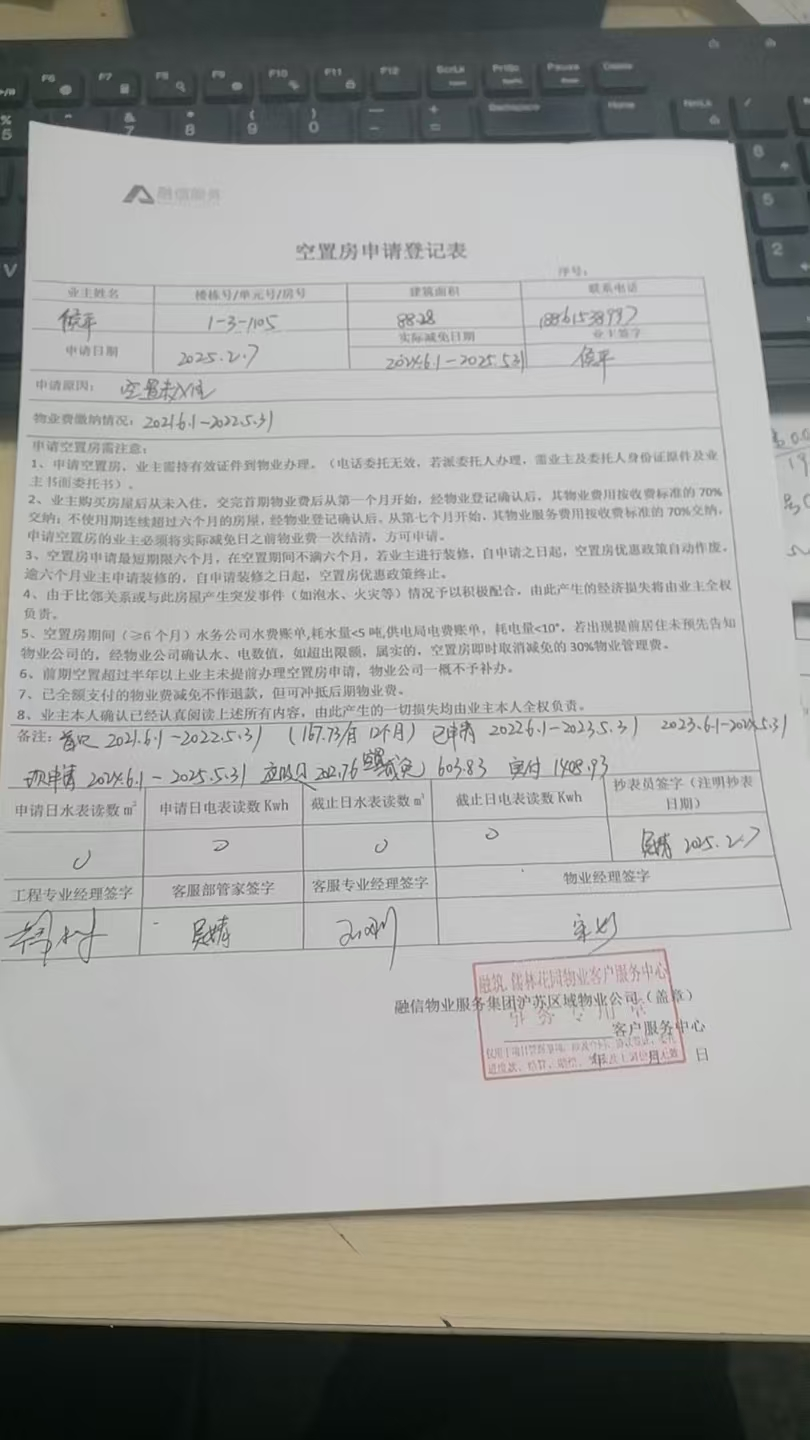 F6 F7 F8 F9 F10 F11 F12 ScrLk PrtSc Pause Delete
% 5 ^ & 7 * 8 ( 9 ) 0 — - + = Backspace Home NmLk /
V
6
5
2
融信服务
空置房申请登记表
序号：
业主姓名 楼栋号/单元号/房号 建筑面积 联系电话
1-3-1105 88.28 18861538997
申请日期 2025.2.7 实际减免日期 业主签字
2024.6.1-2025.5.31
申请原因： 空置未入住
物业费缴纳情况：2021.6.1-2022.5.31
申请空置房需注意：
1、申请空置房，业主需持有效证件到物业办理。（电话委托无效，若派委托人办理，需业主及委托人身份证原件及业
主书面委托书）。
2、业主购买房屋后从未入住，交完首期物业费后从第一个月开始，经物业登记确认后，其物业费用按收费标准的 70%
交纳；不使用期连续超过六个月的房屋，经物业登记确认后，从第七个月开始，其物业服务费用按收费标准的 70%交纳，
申请空置房的业主必须将实际减免日之前物业费一次结清，方可申请。
3、空置房申请最短期限六个月，在空置期间不满六个月，若业主进行装修，自申请之日起，空置房优惠政策自动作废，
逾六个月业主申请装修的，自申请装修之日起，空置房优惠政策终止。
4、由于比邻关系或与此房屋产生突发事件（如泡水、火灾等）情况予以积极配合，由此产生的经济损失将由业主全权
负责。
5、空置房期间（≥6 个月）水务公司水费账单,耗水量<5 吨,供电局电费账单，耗电量<10°，若出现提前居住未预先告知
物业公司的，经物业公司确认水、电数值，如超出限额，属实的，空置房即时取消减免的 30%物业管理费。
6、前期空置超过半年以上业主未提前办理空置房申请，物业公司一概不予补办。
7、已全额支付的物业费减免不作退款，但可冲抵后期物业费。
8、业主本人确认已经认真阅读上述所有内容，由此产生的一切损失均由业主本人全权负责。
备注： 2021.6.1-2022.5.31 （167.73/月 12个月） 已申请 2022.6.1-2023.5.31 2023.6.1-2024.5.31
现申请 2024.6.1-2025.5.31 减免 603.83 实付 1408.93
申请日水表读数 m² 申请日电表读数 Kwh 截止日水表读数 m³ 截止日电表读数 Kwh 抄表员签字（注明抄表
日期）
0 0 0 0 2025.2.7
工程专业经理签字 客服部管家签字 客服专业经理签字 物业经理签字
融筑.儒林花园物业客户服务中心
融信物业服务集团沪苏区域物业公司（盖章）
业务专用章
客户服务中心
年 月 日